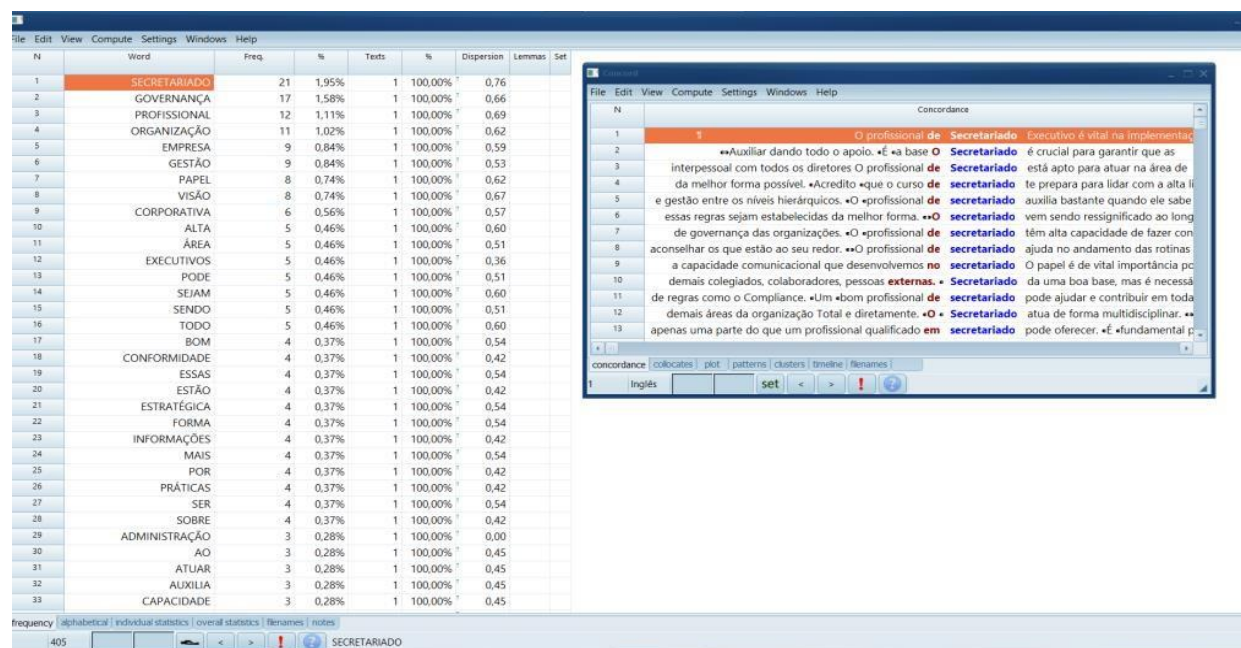 File Edit View Compute Settings Windows Help
N Word Freq. % Texts % Dispersion Lemmas Set
1 SECRETARIADO 21 1,95% 1 100,00% 0,76
2 GOVERNANÇA 17 1,58% 1 100,00% 0,66
3 PROFISSIONAL 12 1,11% 1 100,00% 0,69
4 ORGANIZAÇÃO 11 1,02% 1 100,00% 0,62
5 EMPRESA 9 0,84% 1 100,00% 0,59
6 GESTÃO 9 0,84% 1 100,00% 0,53
7 PAPEL 8 0,74% 1 100,00% 0,62
8 VISÃO 8 0,74% 1 100,00% 0,67
9 CORPORATIVA 6 0,56% 1 100,00% 0,57
10 ALTA 5 0,46% 1 100,00% 0,60
11 ÁREA 5 0,46% 1 100,00% 0,51
12 EXECUTIVOS 5 0,46% 1 100,00% 0,36
13 PODE 5 0,46% 1 100,00% 0,51
14 SEJAM 5 0,46% 1 100,00% 0,60
15 SENDO 5 0,46% 1 100,00% 0,51
16 TODO 5 0,46% 1 100,00% 0,60
17 BOM 4 0,37% 1 100,00% 0,54
18 CONFORMIDADE 4 0,37% 1 100,00% 0,42
19 ESSAS 4 0,37% 1 100,00% 0,54
20 ESTÃO 4 0,37% 1 100,00% 0,42
21 ESTRATÉGICA 4 0,37% 1 100,00% 0,54
22 FORMA 4 0,37% 1 100,00% 0,54
23 INFORMAÇÕES 4 0,37% 1 100,00% 0,42
24 MAIS 4 0,37% 1 100,00% 0,54
25 POR 4 0,37% 1 100,00% 0,42
26 PRÁTICAS 4 0,37% 1 100,00% 0,42
27 SER 4 0,37% 1 100,00% 0,54
28 SOBRE 4 0,37% 1 100,00% 0,42
29 ADMINISTRAÇÃO 3 0,28% 1 100,00% 0,00
30 AO 3 0,28% 1 100,00% 0,45
31 ATUAR 3 0,28% 1 100,00% 0,45
32 AUXILIA 3 0,28% 1 100,00% 0,45
33 CAPACIDADE 3 0,28% 1 100,00% 0,45
frequency alphabetical individual statistics overall statistics filenames notes
405 < > ! ? SECRETARIADO
Concord
File Edit View Compute Settings Windows Help
N Concordance
1 ¶ O profissional de Secretariado Executivo é vital na implementaç
2 ••Auxiliar dando todo o apoio. •É •a base O Secretariado é crucial para garantir que as
3 interpessoal com todos os diretores O profissional de Secretariado está apto para atuar na área de
4 da melhor forma possível. •Acredito •que o curso de secretariado te prepara para lidar com a alta li
5 e gestão entre os níveis hierárquicos. •O •profissional de secretariado auxilia bastante quando ele sabe
6 essas regras sejam estabelecidas da melhor forma. ••O secretariado vem sendo ressignificado ao long
7 de governança das organizações. •O •profissional de secretariado têm alta capacidade de fazer con
8 aconselhar os que estão ao seu redor. ••O profissional de secretariado ajuda no andamento das rotinas
9 a capacidade comunicacional que desenvolvemos no secretariado O papel é de vital importância pc
10 demais colegiados, colaboradores, pessoas externas. • Secretariado da uma boa base, mas é necessá
11 de regras como o Compliance. •Um •bom profissional de secretariado pode ajudar e contribuir em toda
12 demais áreas da organização Total e diretamente. •O • Secretariado atua de forma multidisciplinar. ••
13 apenas uma parte do que um profissional qualificado em secretariado pode oferecer. •É •fundamental p
concordance collocates plot patterns clusters timeline filenames
1 Inglês set < > ! ?